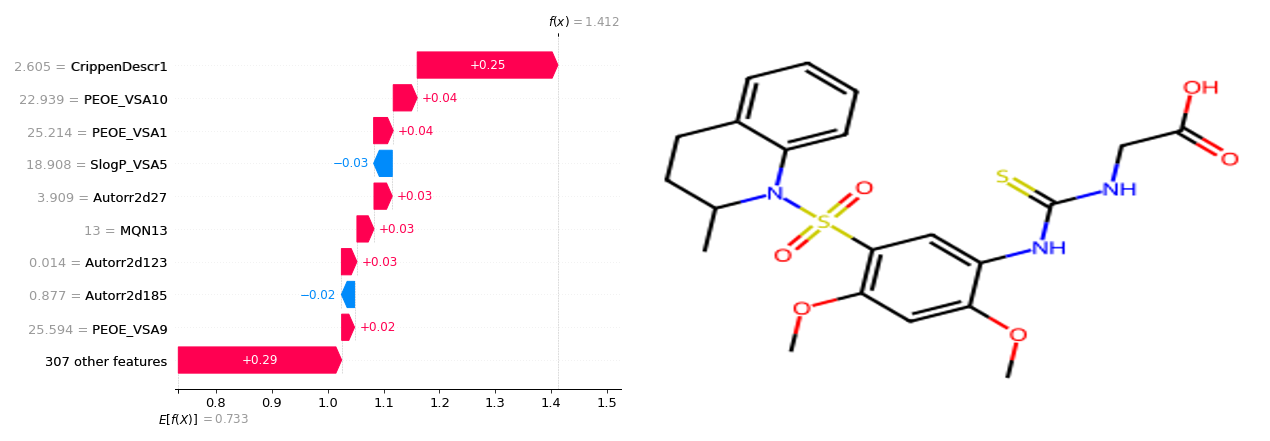 f(x) = 1.412
2.605 = CrippenDescr1
+0.25
22.939 = PEOE_VSA10
+0.04
25.214 = PEOE_VSA1
+0.04
18.908 = SlogP_VSA5
−0.03
3.909 = Autorr2d27
+0.03
13 = MQN13
+0.03
0.014 = Autorr2d123
+0.03
0.877 = Autorr2d185
−0.02
25.594 = PEOE_VSA9
+0.02
307 other features
+0.29
0.8 0.9 1.0 1.1 1.2 1.3 1.4 1.5
E[f(X)] = 0.733
OH
O
S
NH
N
O
S
NH
O
O
O